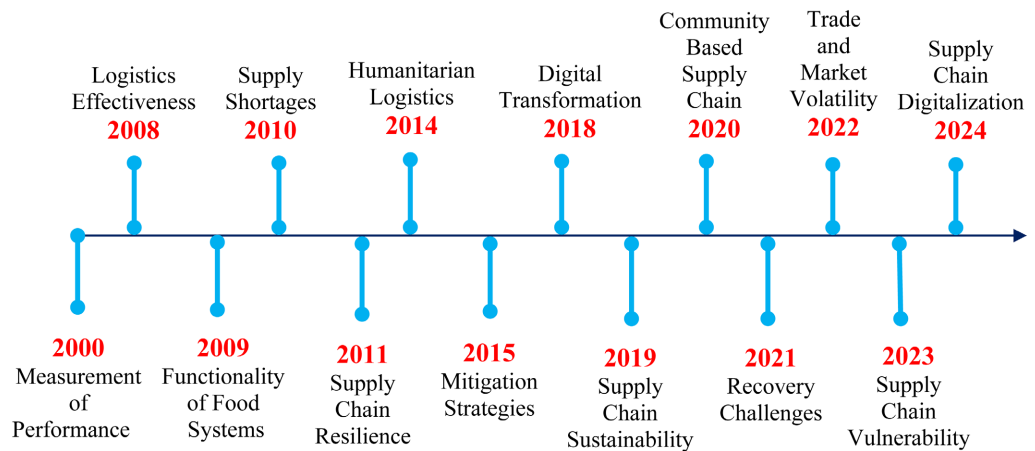 Logistics
Effectiveness
2008
Supply
Shortages
2010
Humanitarian
Logistics
2014
Digital
Transformation
2018
Community
Based
Supply
Chain
2020
Trade
and
Market
Volatility
2022
Supply
Chain
Digitalization
2024
2000
Measurement
of
Performance
2009
Functionality
of Food
Systems
2011
Supply
Chain
Resilience
2015
Mitigation
Strategies
2019
Supply
Chain
Sustainability
2021
Recovery
Challenges
2023
Supply
Chain
Vulnerability